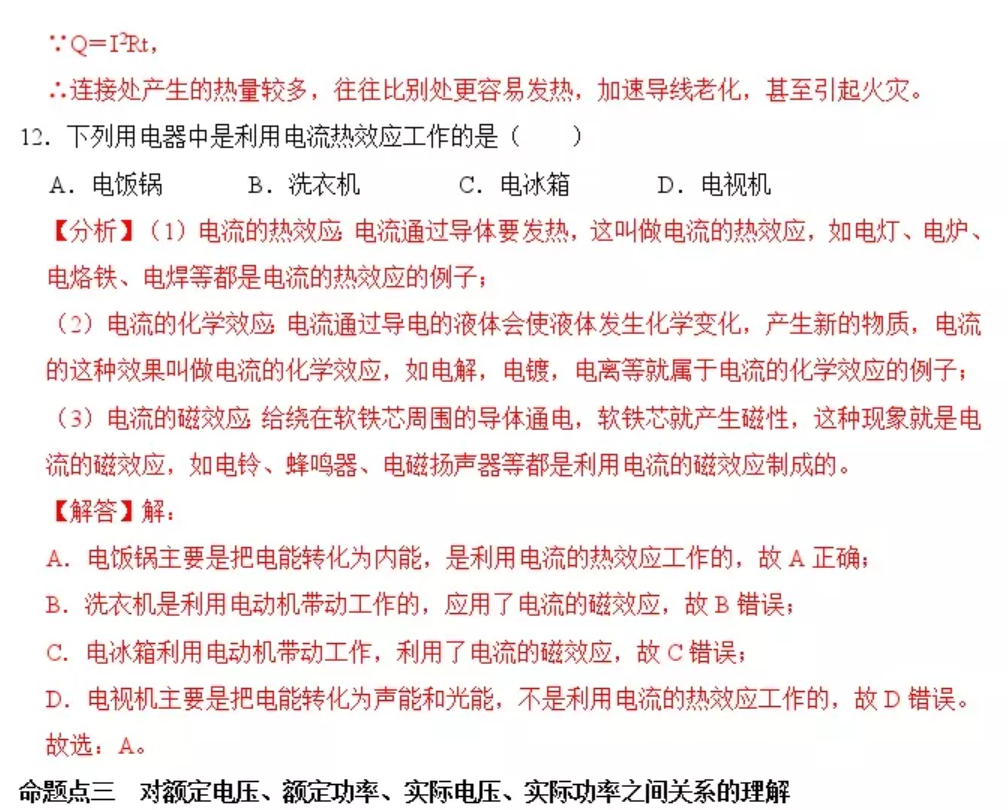 ∵Q=I²Rt，
∴连接处产生的热量较多，往往比别处更容易发热，加速导线老化，甚至引起火灾。
12．下列用电器中是利用电流热效应工作的是（　　）
A．电饭锅　B．洗衣机　C．电冰箱　D．电视机
【分析】（1）电流的热效应：电流通过导体要发热，这叫做电流的热效应，如电灯、电炉、
电烙铁、电焊等都是电流的热效应的例子；
（2）电流的化学效应：电流通过导电的液体会使液体发生化学变化，产生新的物质，电流
的这种效果叫做电流的化学效应，如电解，电镀，电离等就属于电流的化学效应的例子；
（3）电流的磁效应：给绕在软铁芯周围的导体通电，软铁芯就产生磁性，这种现象就是电
流的磁效应，如电铃、蜂鸣器、电磁扬声器等都是利用电流的磁效应制成的。
【解答】解：
A．电饭锅主要是把电能转化为内能，是利用电流的热效应工作的，故 A 正确；
B．洗衣机是利用电动机带动工作的，应用了电流的磁效应，故 B 错误；
C．电冰箱利用电动机带动工作，利用了电流的磁效应，故 C 错误；
D．电视机主要是把电能转化为声能和光能，不是利用电流的热效应工作的，故 D 错误。
故选：A。
命题点三　对额定电压、额定功率、实际电压、实际功率之间关系的理解